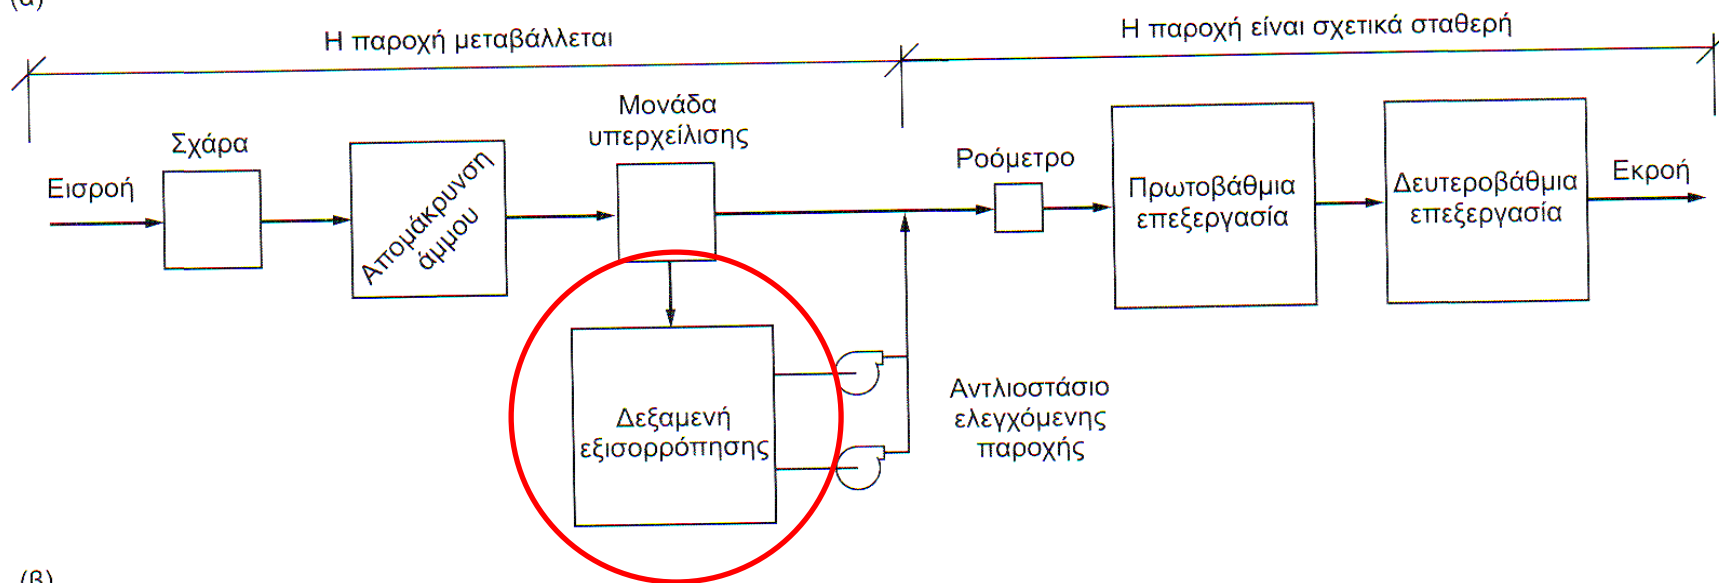 (α)
Η παροχή μεταβάλλεται
Η παροχή είναι σχετικά σταθερή
Εισροή
Σχάρα
Απομάκρυνση
άμμου
Μονάδα
υπερχείλισης
Ροόμετρο
Πρωτοβάθμια
επεξεργασία
Δευτεροβάθμια
επεξεργασία
Εκροή
Δεξαμενή
εξισορρόπησης
Αντλιοστάσιο
ελεγχόμενης
παροχής
(β)